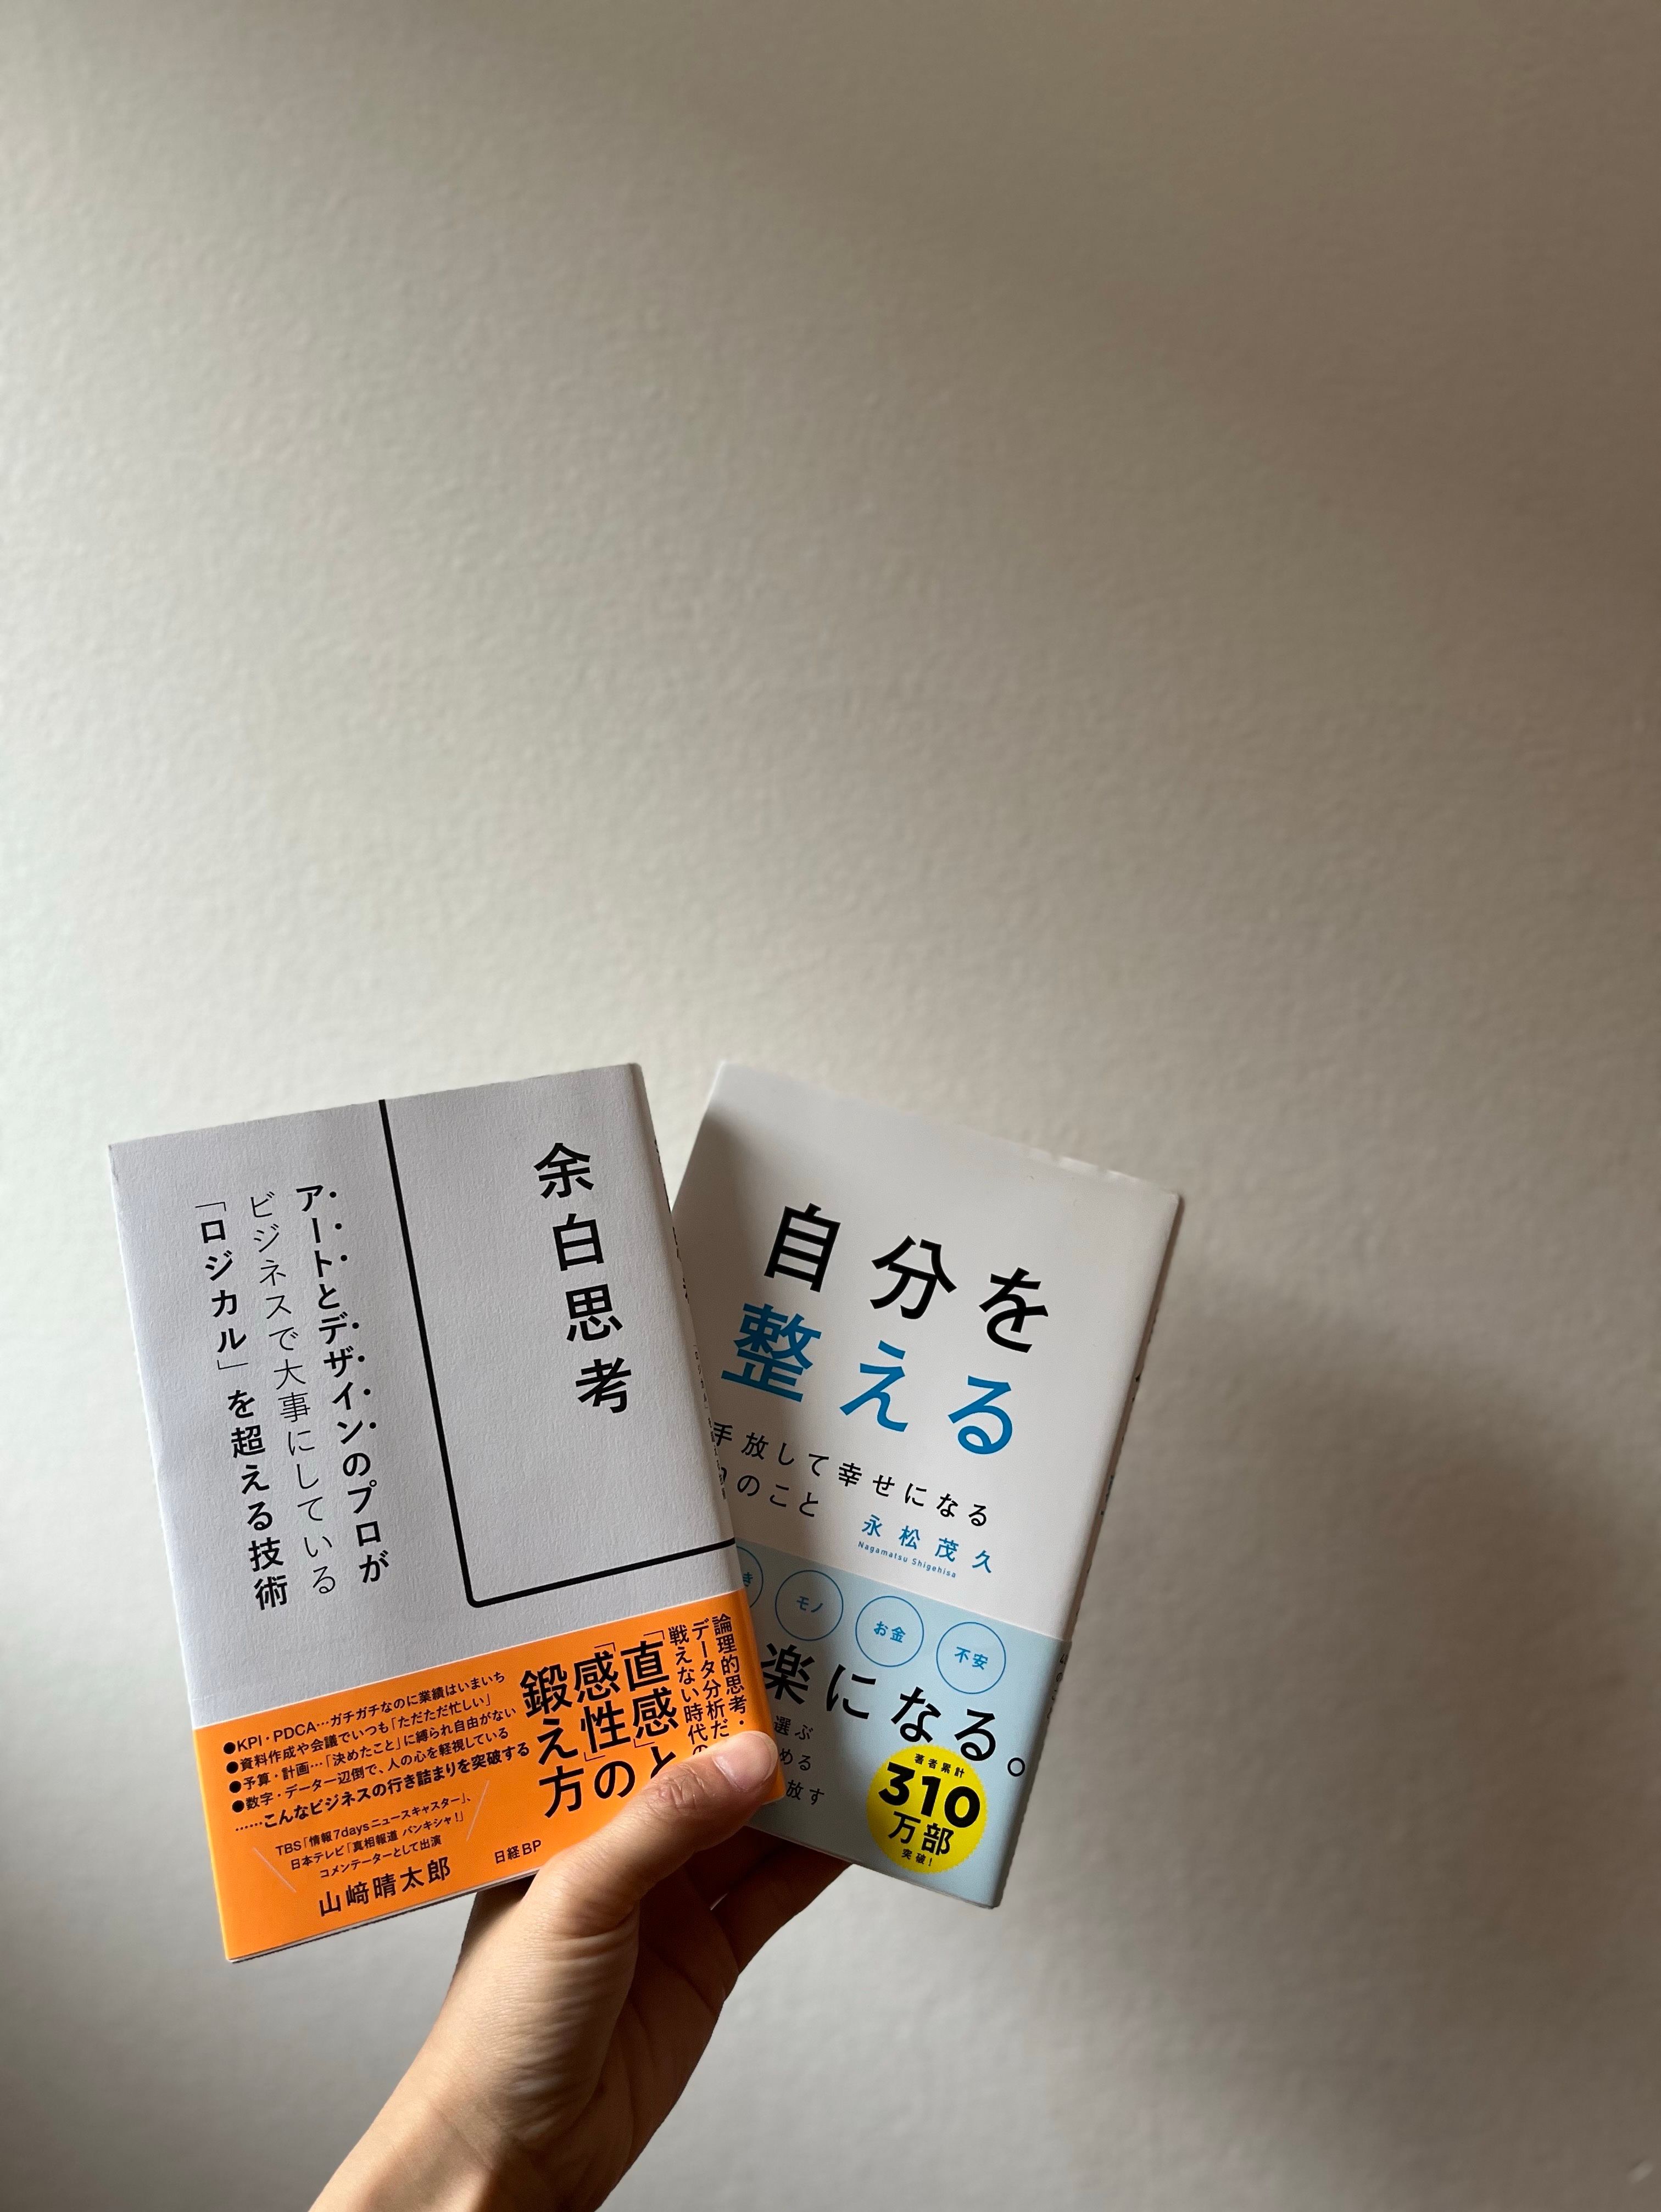 余白思考
アートとデザインのプロが
ビジネスで大事にしている
「ロジカル」を超える技術
論理的思考・
データ分析だ
戦えない時代の
「直感」と
「感性」の
鍛え方
●KPI・PDCA…ガチガチなのに業績はいまいち
●資料作成や会議でいつも「ただただ忙しい」
●予算・計画…「決めたこと」に縛られ自由がない
●数字・データ一辺倒で、人の心を軽視している
……こんなビジネスの行き詰まりを突破する
TBS「情報7daysニュースキャスター」、
日本テレビ「真相報道 バンキシャ！」
コメンテーターとして出演
山﨑晴太郎
日経BP
自分を
整える
手放して幸せになる
のこと
永松茂久
Nagamatsu Shigehisa
き
モノ
お金
不安
楽になる。
選ぶ
める
放す
著者累計
310
万部
突破！